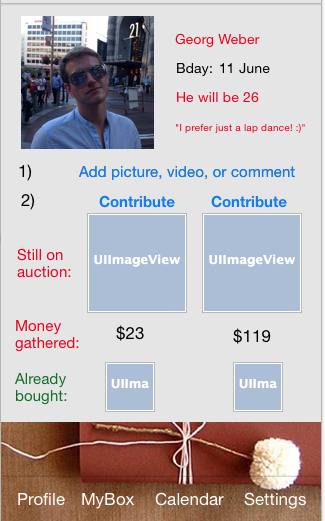 21
Georg Weber
Bday: 11 June
He will be 26
"I prefer just a lap dance! :)"
1) Add picture, video, or comment
2) Contribute Contribute
Still on auction: UIImageView UIImageView
Money gathered: $23 $119
Already bought: UIIma UIIma
Profile MyBox Calendar Settings